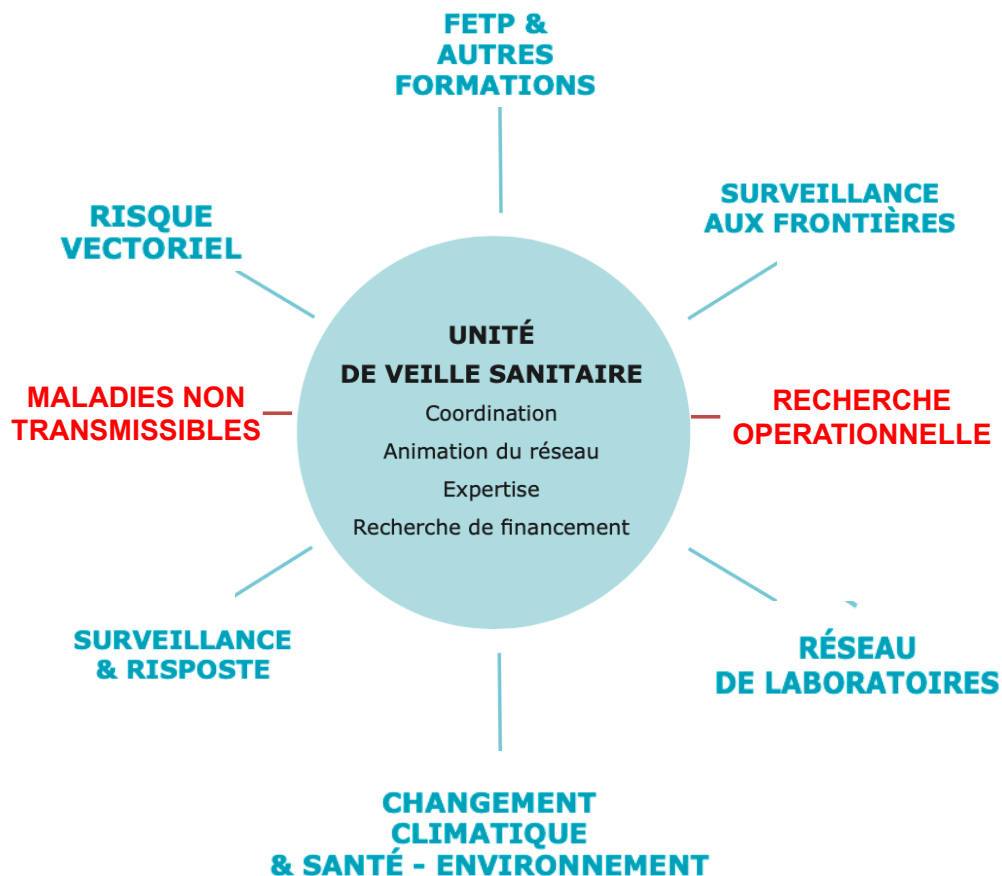 FETP &
AUTRES
FORMATIONS
SURVEILLANCE
AUX FRONTIÈRES
RISQUE
VECTORIEL
UNITÉ
DE VEILLE SANITAIRE
Coordination
Animation du réseau
Expertise
Recherche de financement
MALADIES NON
TRANSMISSIBLES
RECHERCHE
OPERATIONNELLE
SURVEILLANCE
& RISPOSTE
RÉSEAU
DE LABORATOIRES
CHANGEMENT
CLIMATIQUE
& SANTÉ - ENVIRONNEMENT